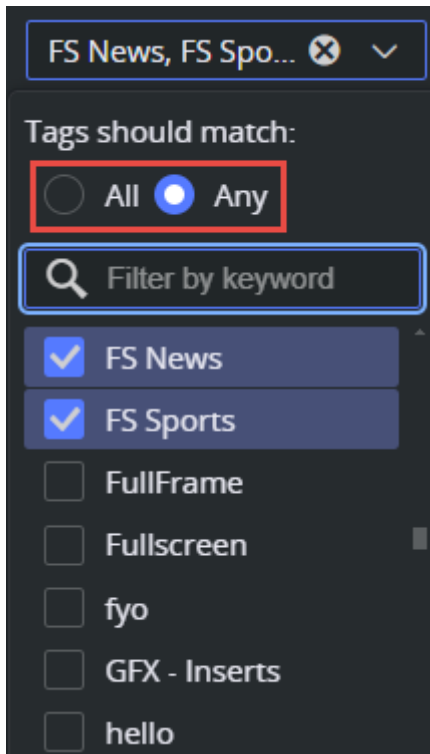 FS News, FS Spo...
Tags should match:
All Any
Filter by keyword
FS News
FS Sports
FullFrame
Fullscreen
fyo
GFX - Inserts
hello